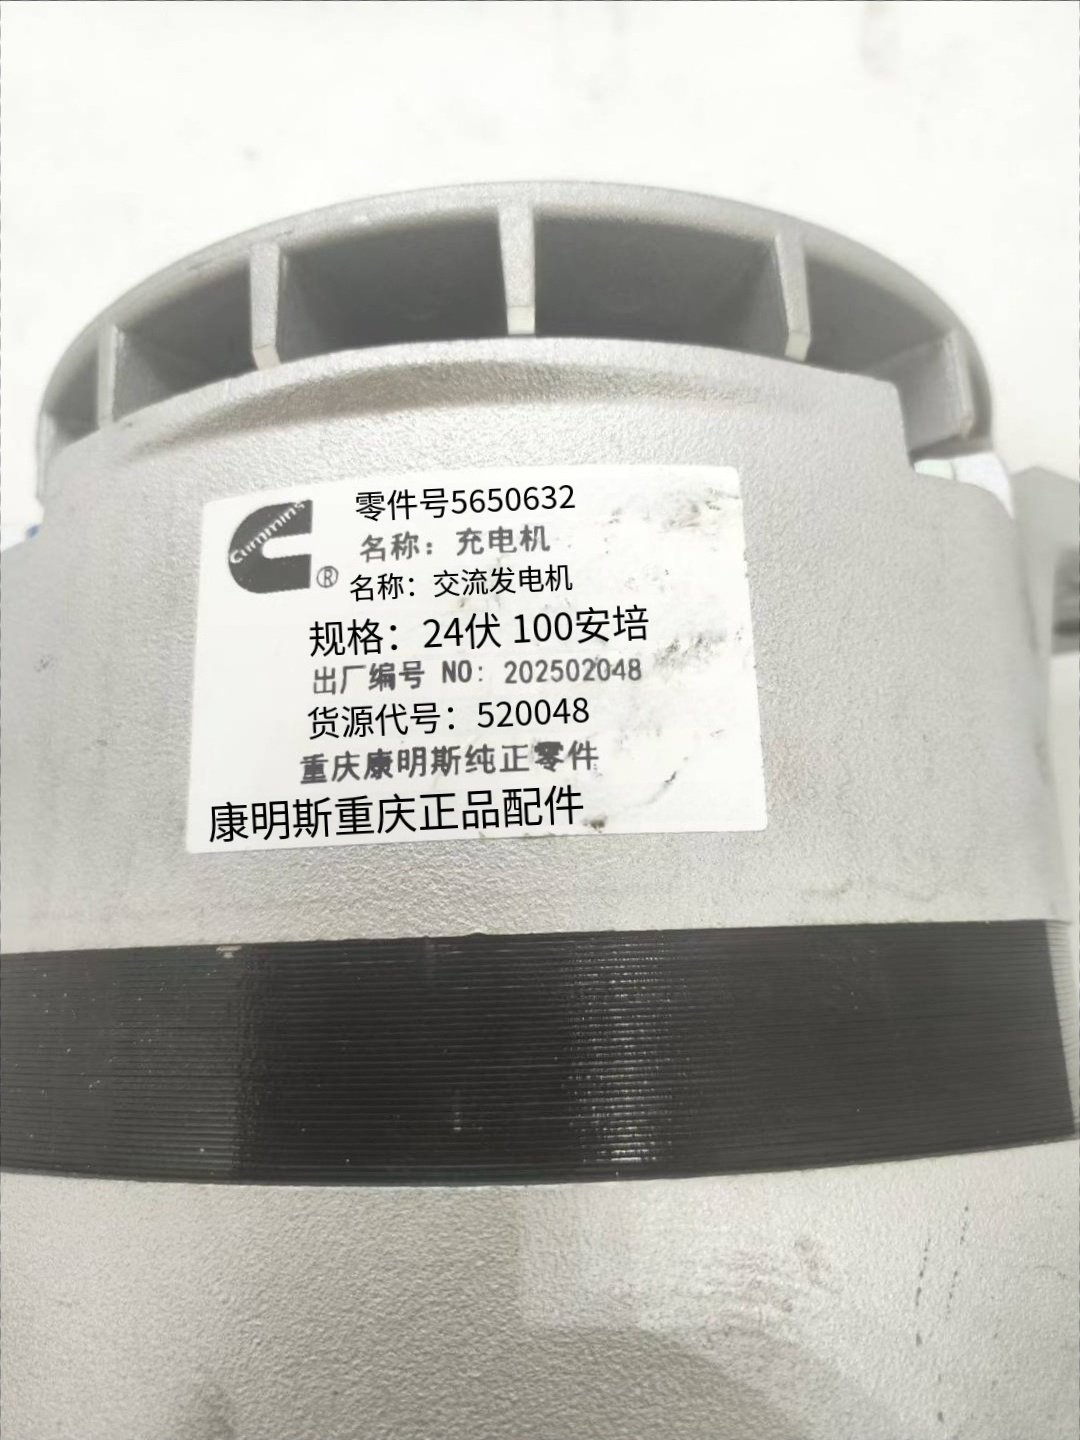 Cummins
®
零件号5650632
名称：充电机
名称：交流发电机
规格：24伏 100安培
出厂编号 NO: 202502048
货源代号：520048
重庆康明斯纯正零件
康明斯重庆正品配件